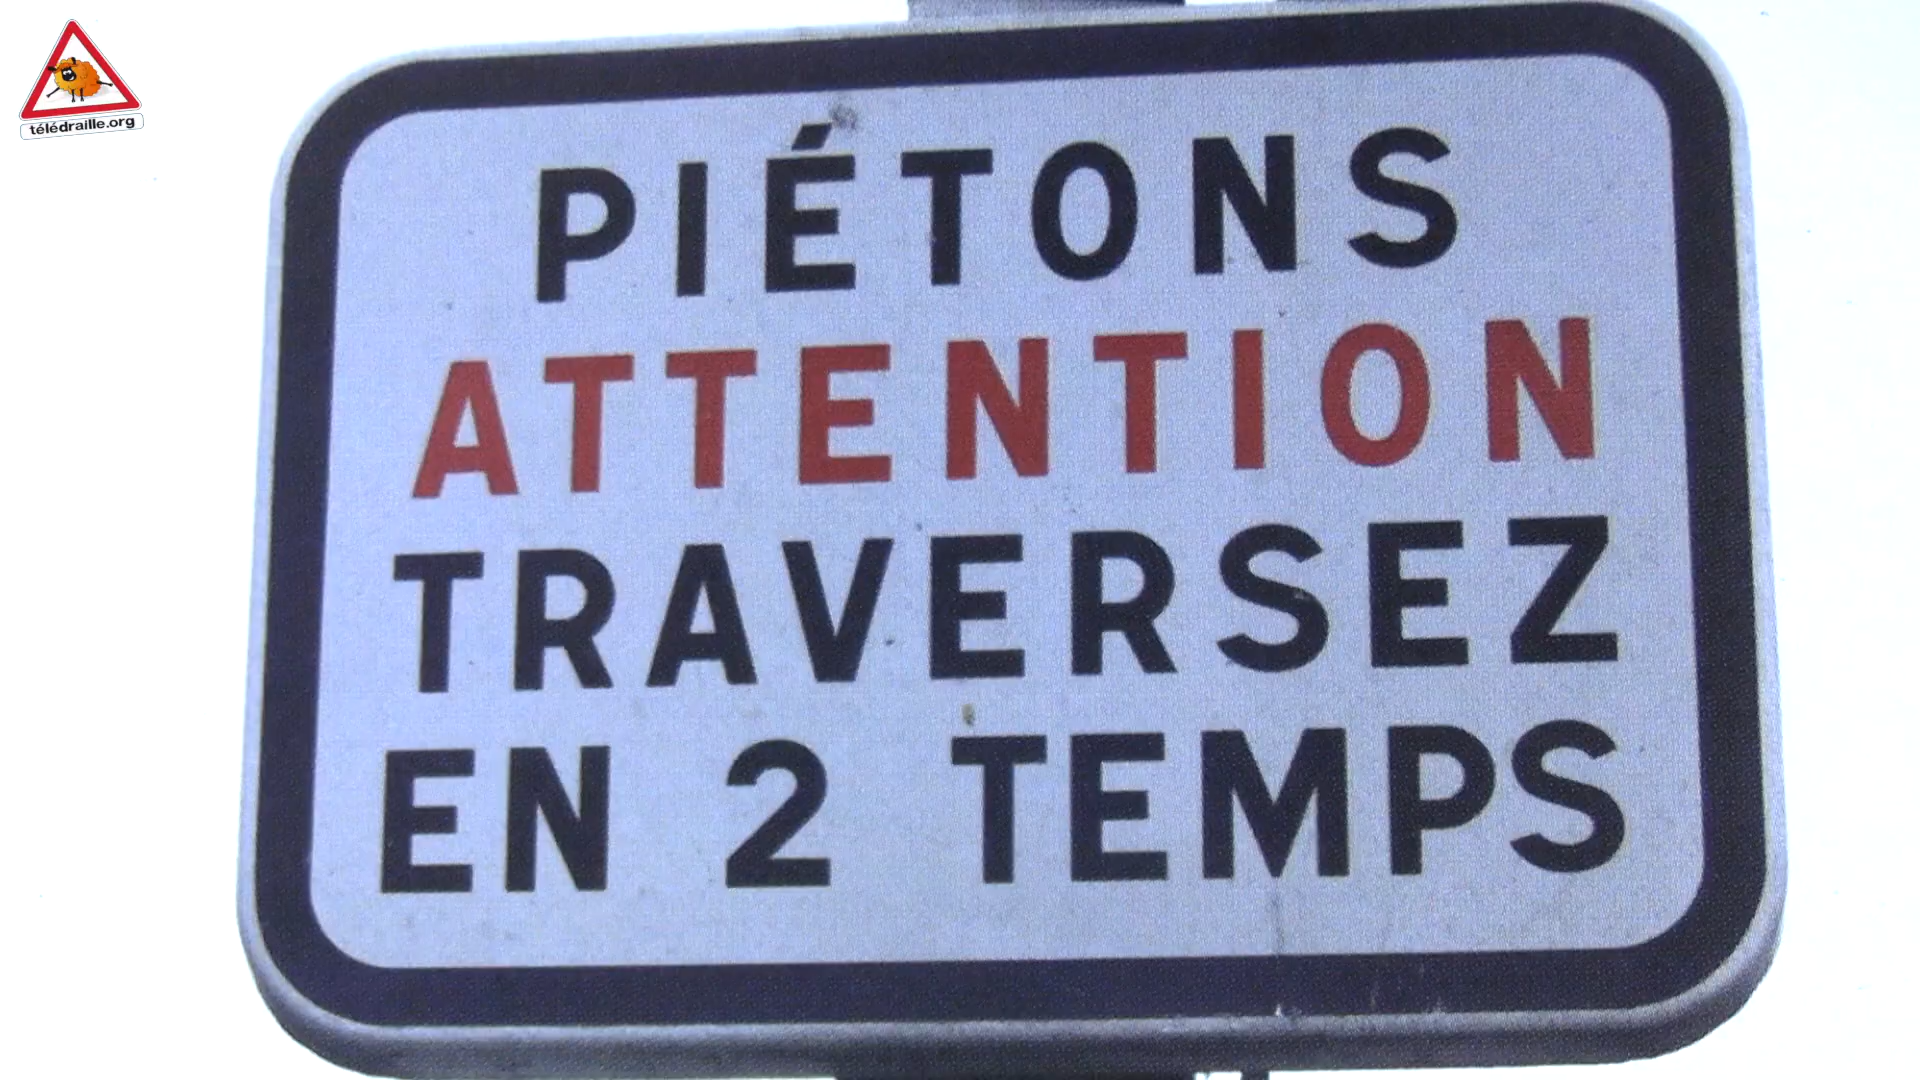 télédraille.org
PIÉTONS
ATTENTION
TRAVERSEZ
EN 2 TEMPS